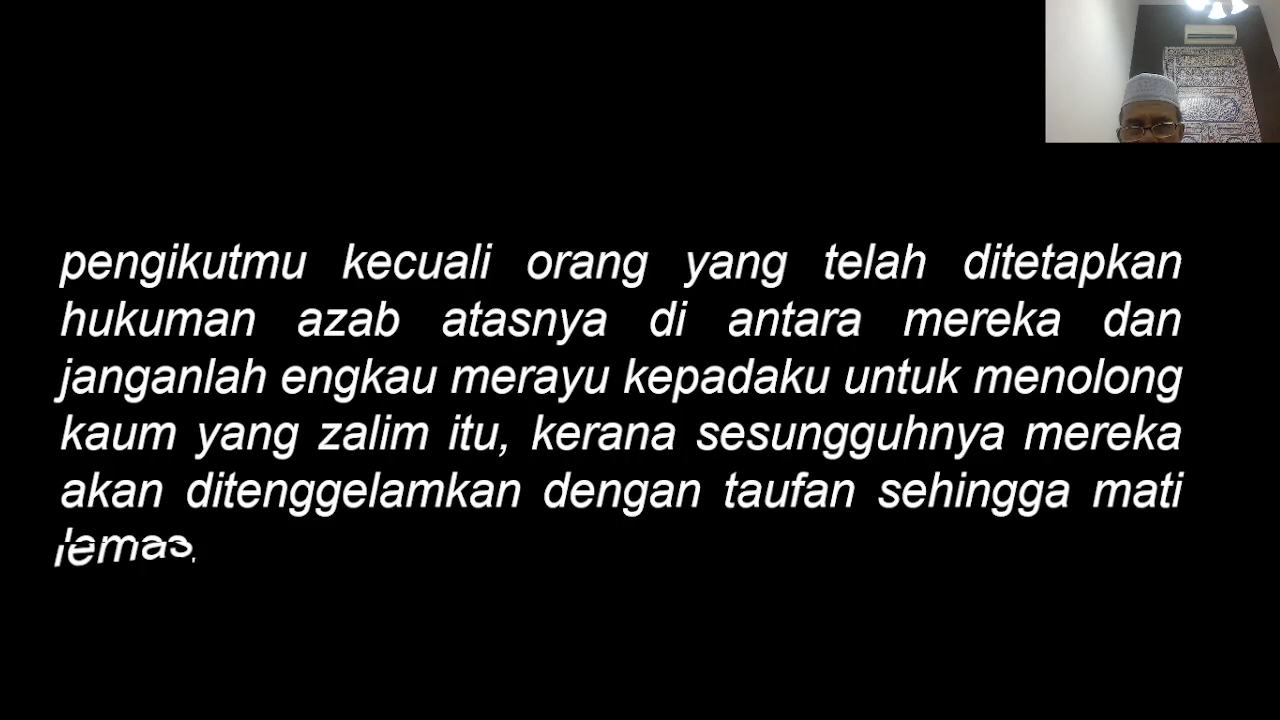 pengikutmu kecuali orang yang telah ditetapkan
hukuman azab atasnya di antara mereka dan
janganlah engkau merayu kepadaku untuk menolong
kaum yang zalim itu, kerana sesungguhnya mereka
akan ditenggelamkan dengan taufan sehingga mati
lemas.